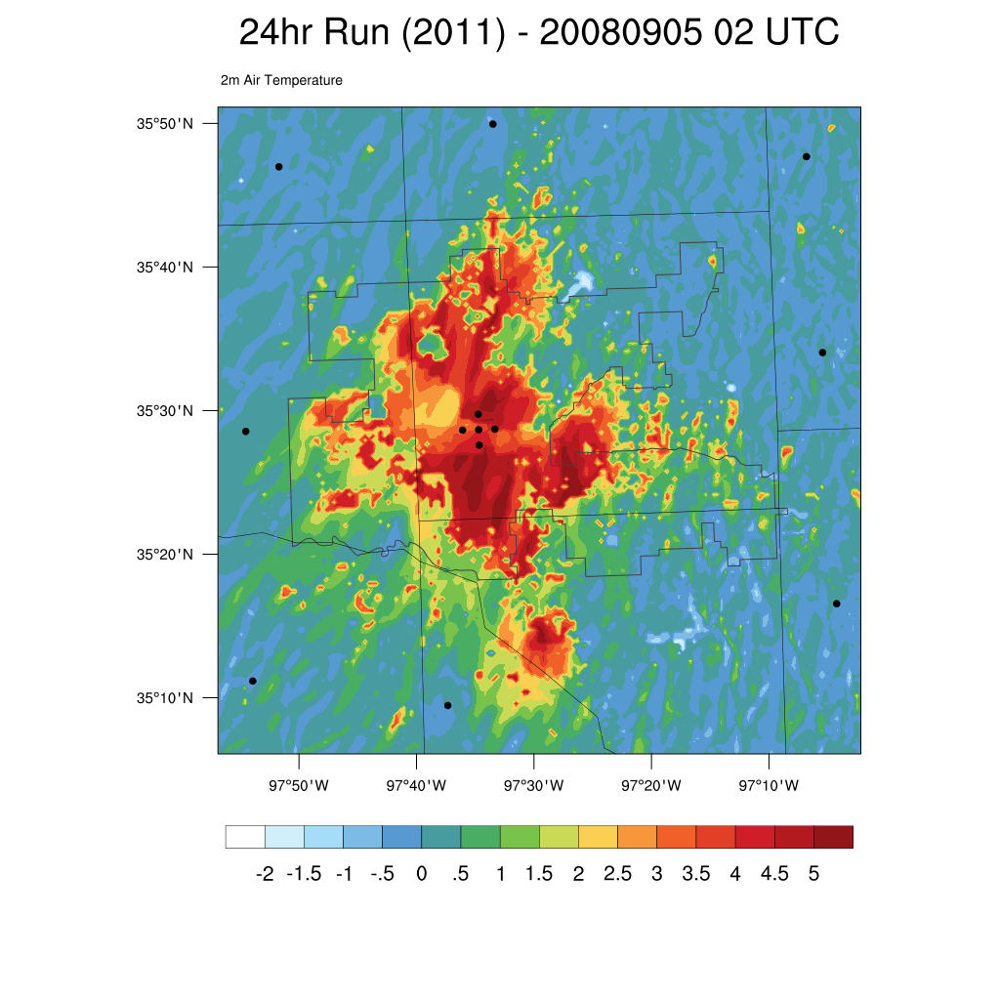 24hr Run (2011) - 20080905 02 UTC
2m Air Temperature
35°50'N
35°40'N
35°30'N
35°20'N
35°10'N
97°50'W 97°40'W 97°30'W 97°20'W 97°10'W
-2 -1.5 -1 -.5 0 .5 1 1.5 2 2.5 3 3.5 4 4.5 5